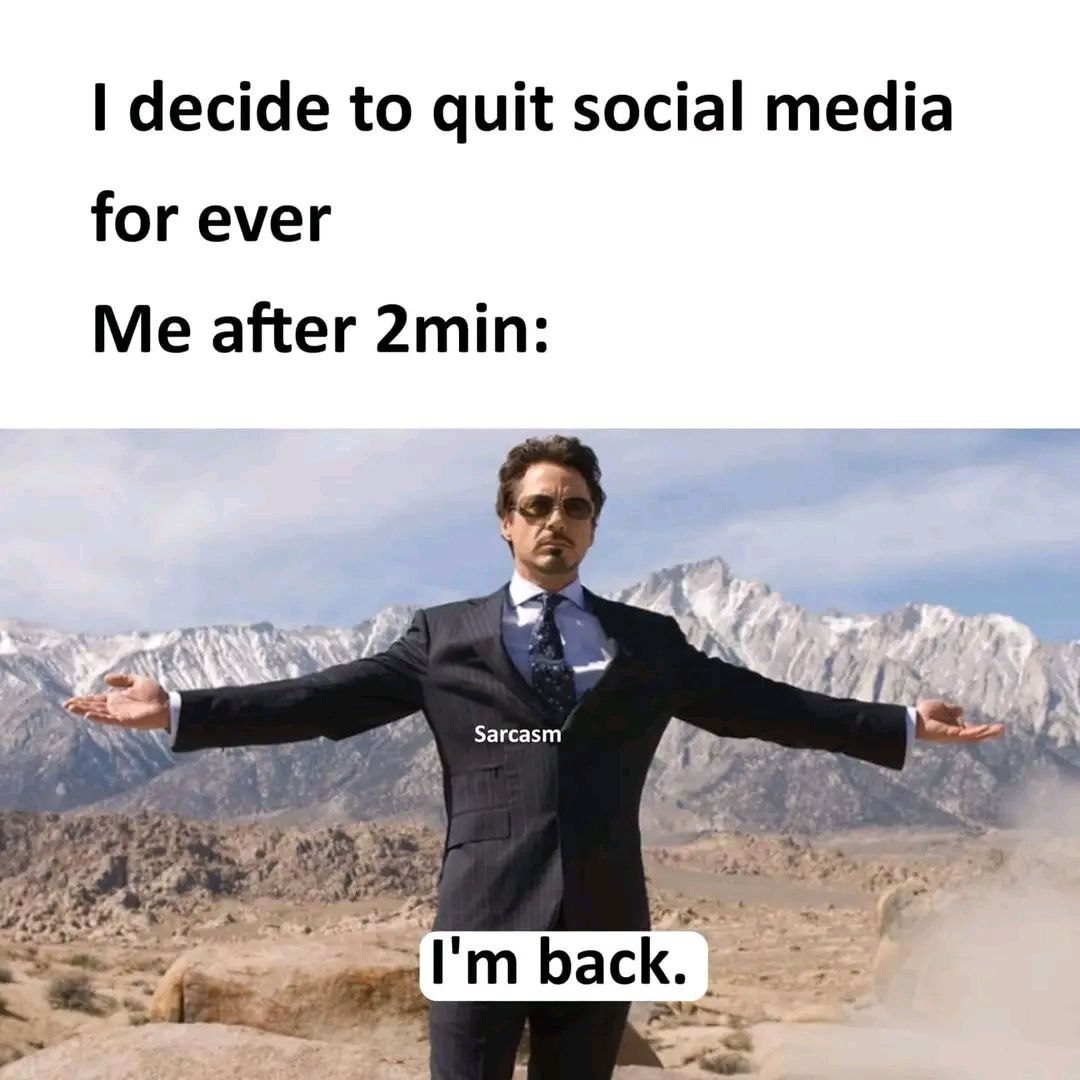 I decide to quit social media
for ever
Me after 2min:
Sarcasm
I'm back.